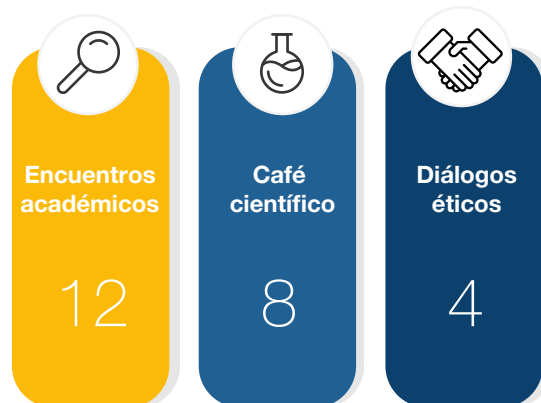 Encuentros
académicos
12
Café
científico
8
Diálogos
éticos
4